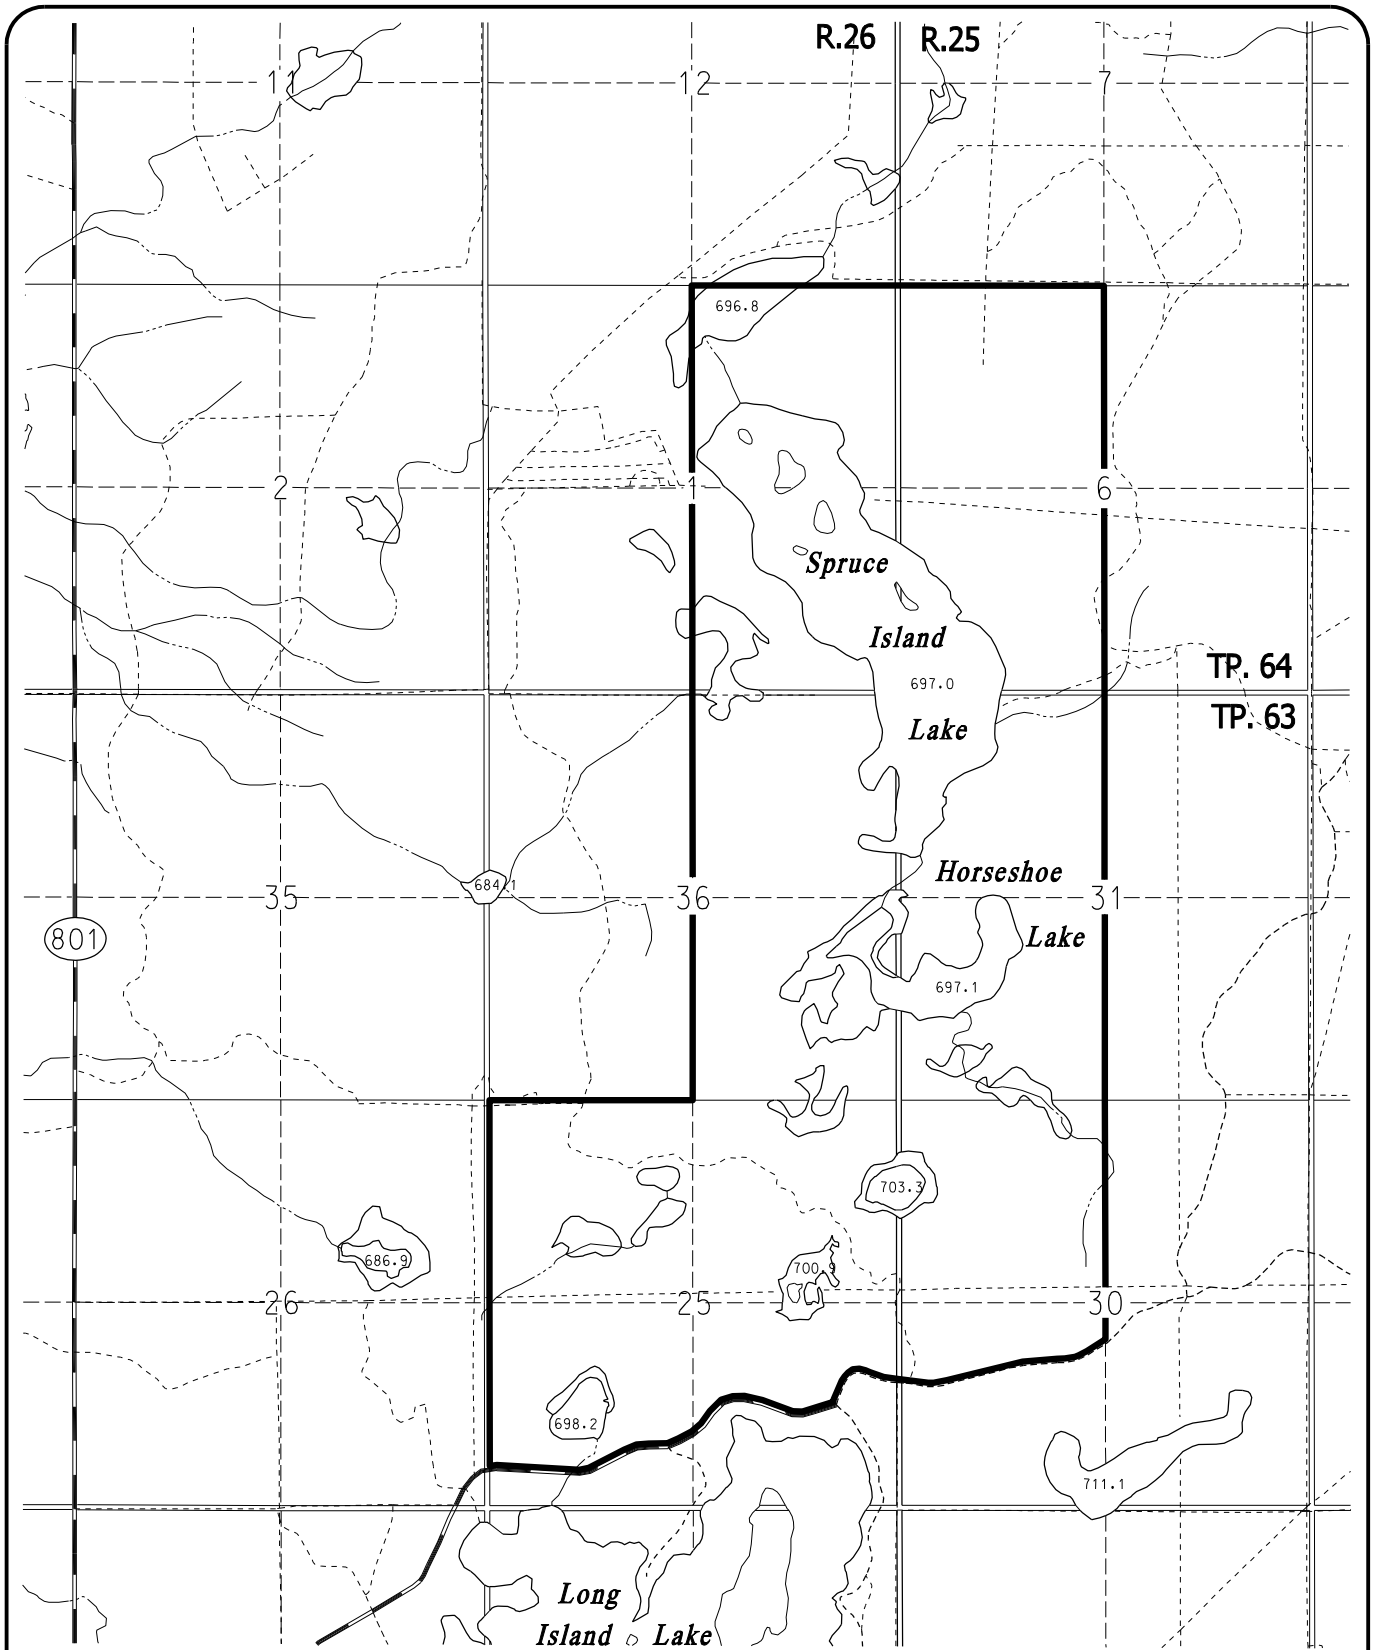 R.26 R.25
11 12 7
696.8
2 1 6
Spruce
Island
TP. 64
697.0
TP. 63
Lake
Horseshoe
684.1
35 36 31
801
Lake
697.1
703.3
686.9
700.9
26 25 30
698.2
711.1
Long
Island Lake